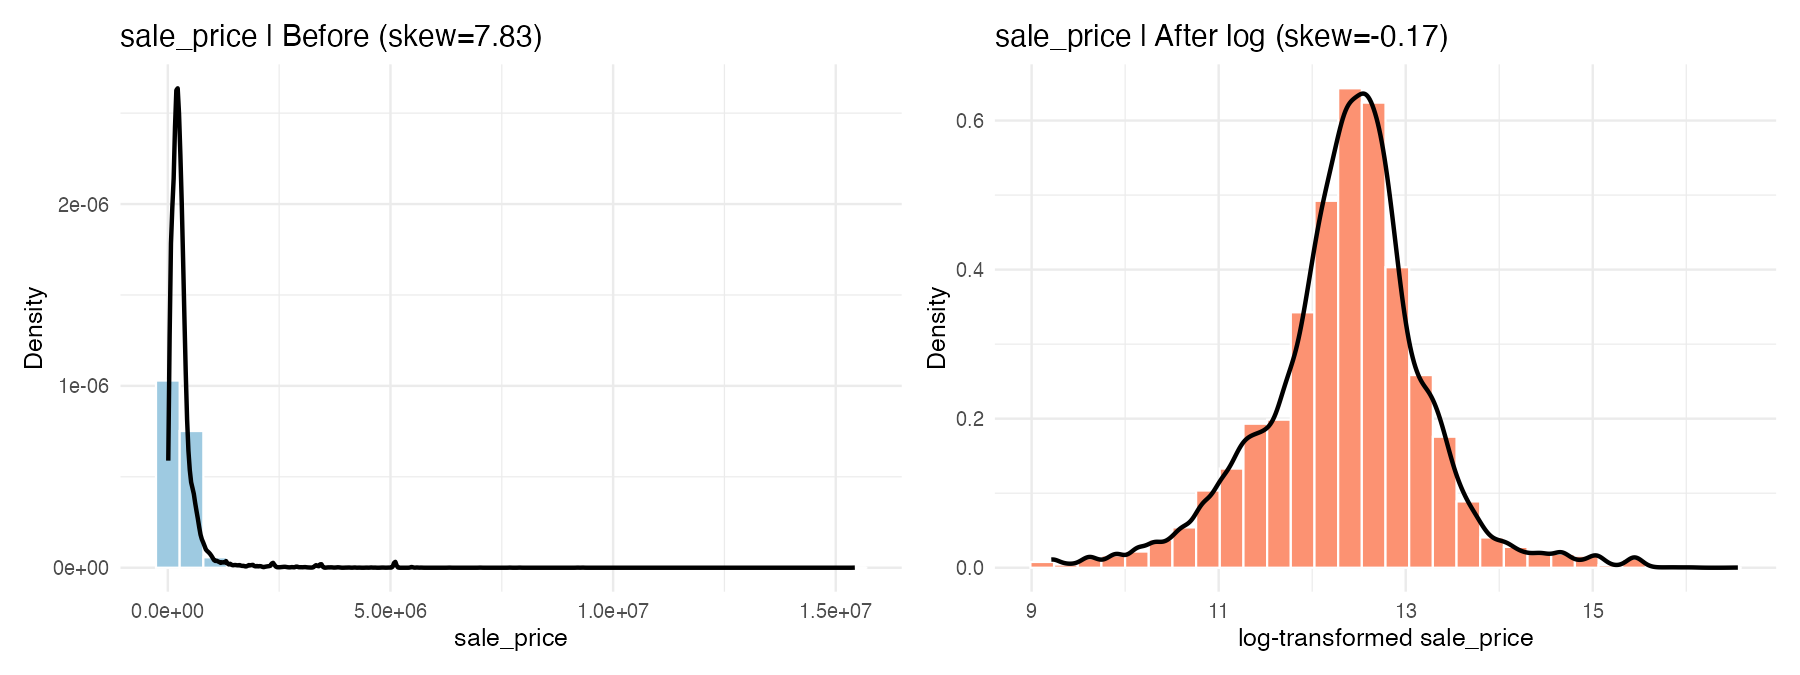 sale_price | Before (skew=7.83)
2e-06
1e-06
0e+00
Density
0.0e+00 5.0e+06 1.0e+07 1.5e+07
sale_price
sale_price | After log (skew=-0.17)
0.6
0.4
0.2
0.0
Density
9 11 13 15
log-transformed sale_price